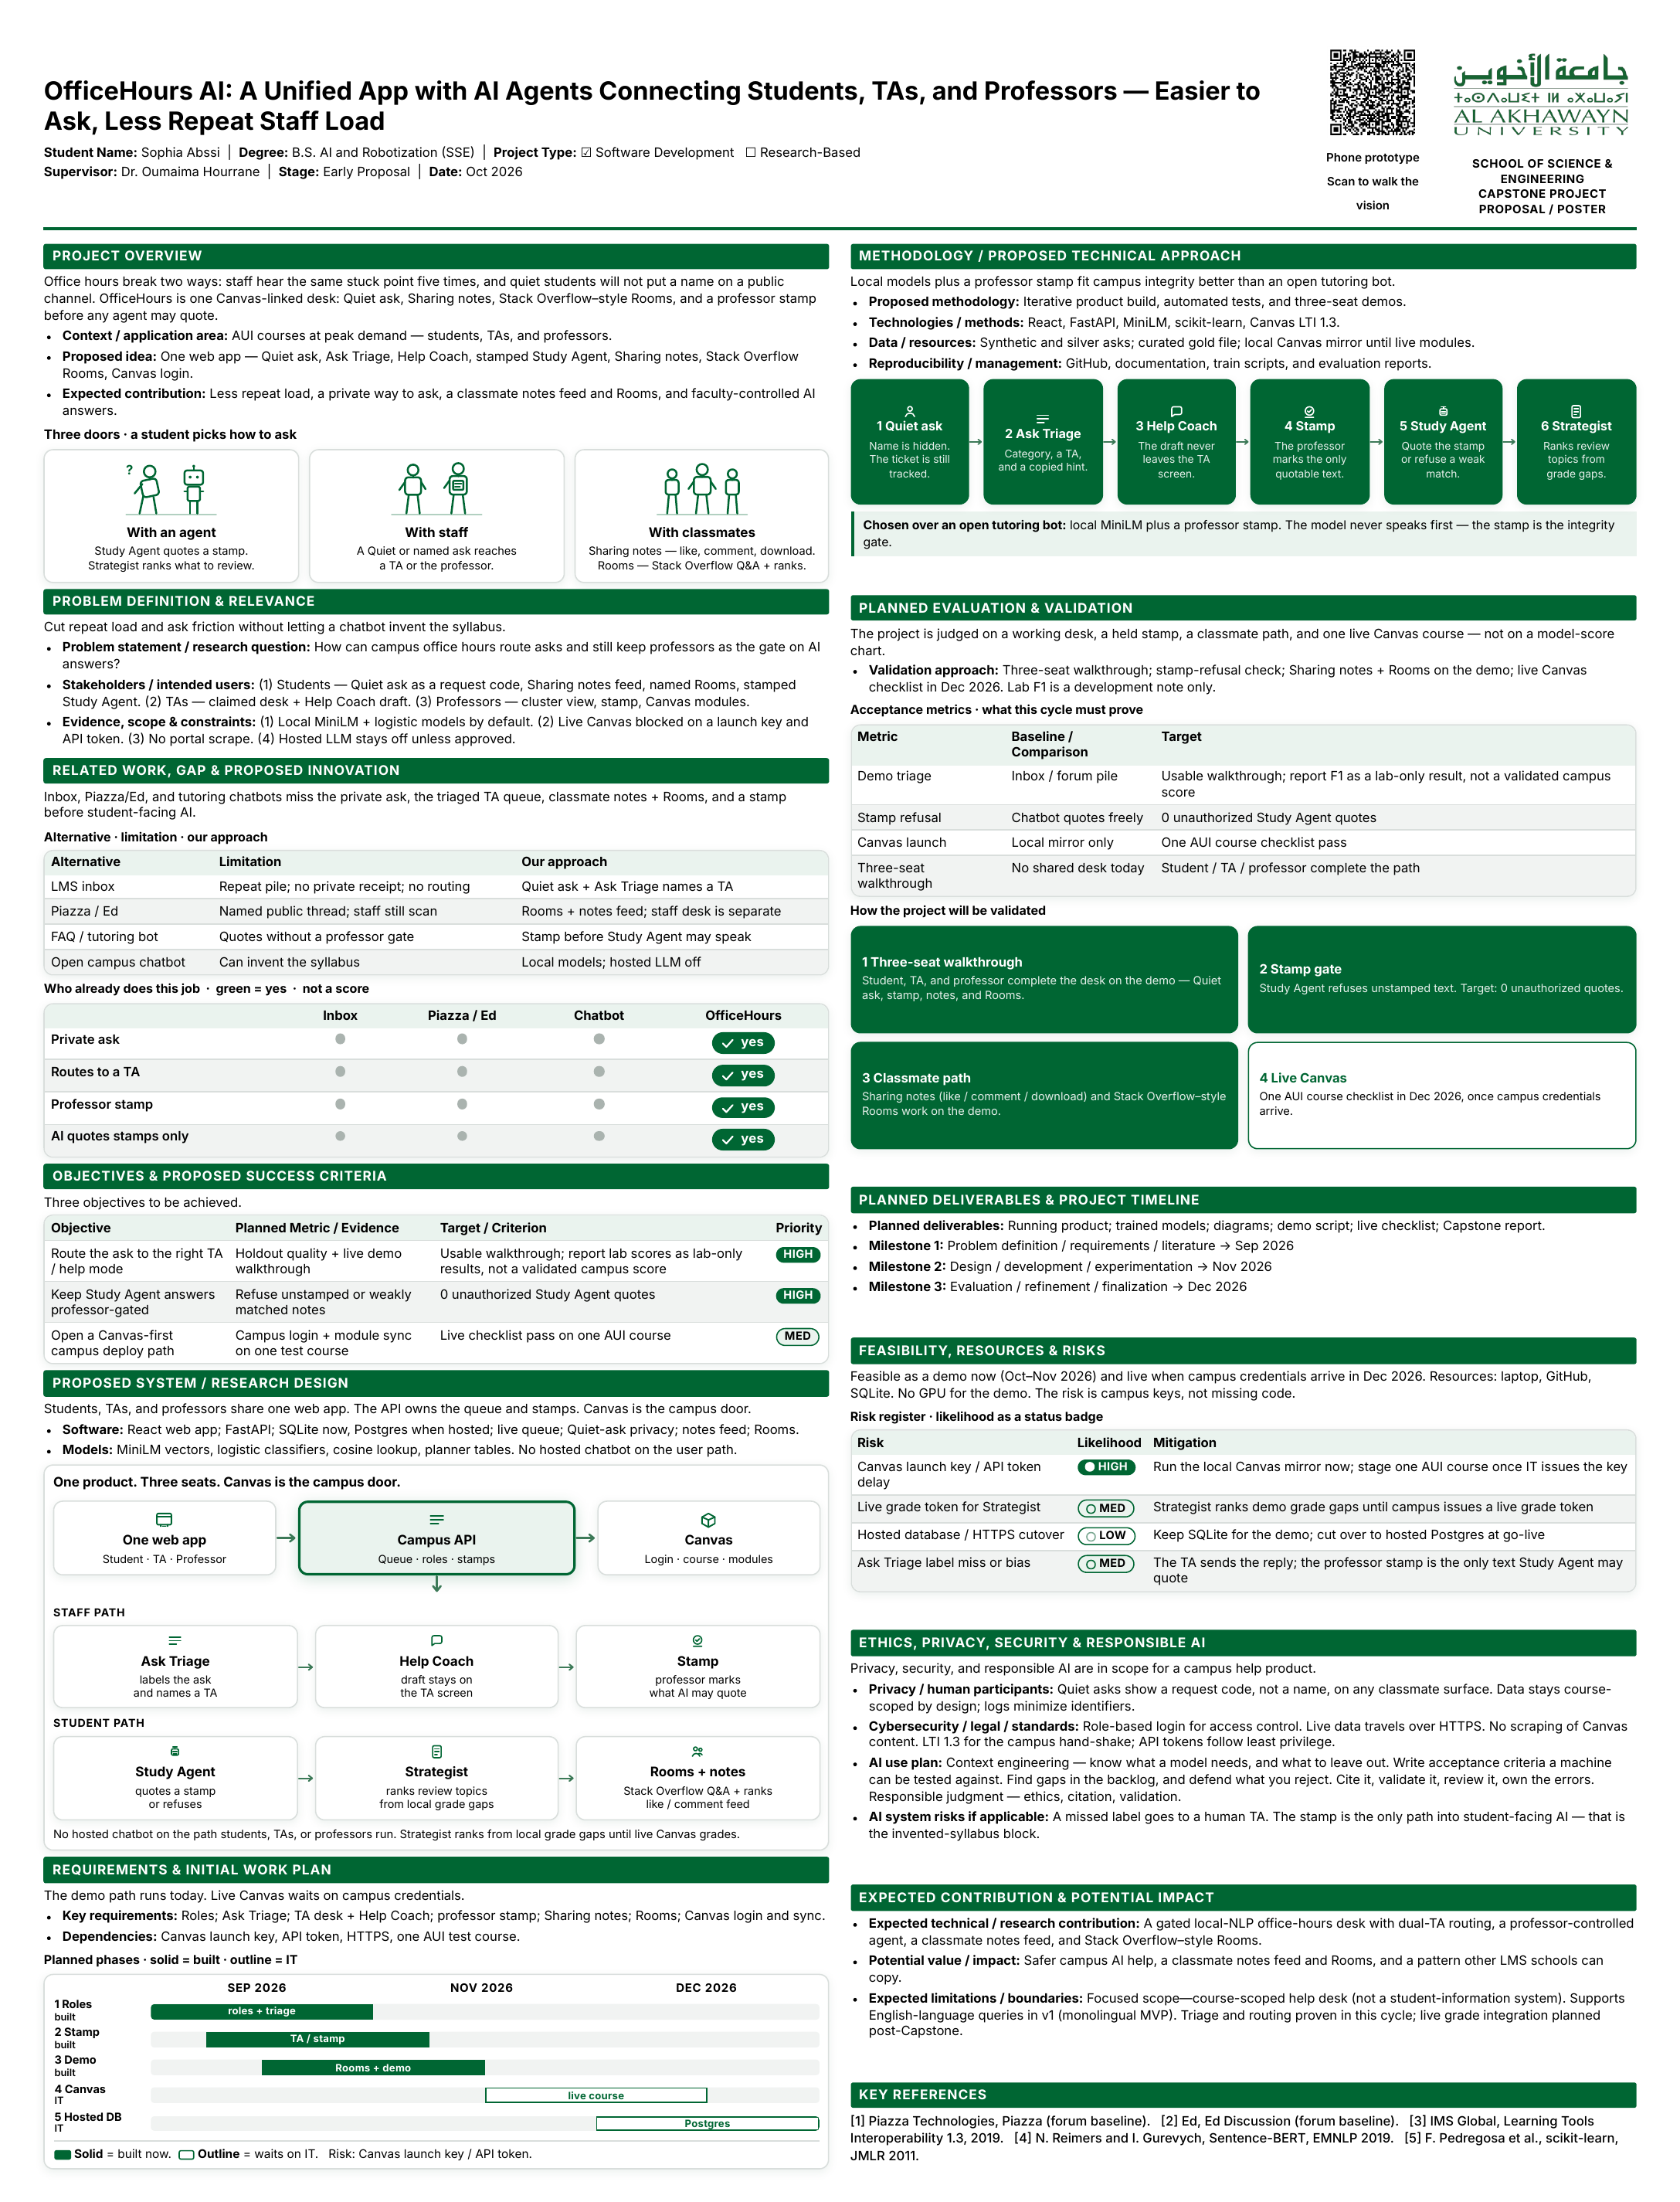 OfficeHours AI: A Unified App with AI Agents Connecting Students, TAs, and Professors — Easier to
Ask, Less Repeat Staff Load
Student Name: Sophia Abssi | Degree: B.S. AI and Robotization (SSE) | Project Type: ☑ Software Development ☐ Research-Based
Supervisor: Dr. Oumaima Hourrane | Stage: Early Proposal | Date: Oct 2026
Phone prototype
Scan to walk the
vision
جامعة الأخوين
AL AKHAWAYN
UNIVERSITY
SCHOOL OF SCIENCE &
ENGINEERING
CAPSTONE PROJECT
PROPOSAL / POSTER
PROJECT OVERVIEW
Office hours break two ways: staff hear the same stuck point five times, and quiet students will not put a name on a public
channel. OfficeHours is one Canvas-linked desk: Quiet ask, Sharing notes, Stack Overflow–style Rooms, and a professor stamp
before any agent may quote.
• Context / application area: AUI courses at peak demand — students, TAs, and professors.
• Proposed idea: One web app — Quiet ask, Ask Triage, Help Coach, stamped Study Agent, Sharing notes, Stack Overflow
Rooms, Canvas login.
• Expected contribution: Less repeat load, a private way to ask, a classmate notes feed and Rooms, and faculty-controlled AI
answers.
Three doors · a student picks how to ask
?
With an agent
Study Agent quotes a stamp.
Strategist ranks what to review.
With staff
A Quiet or named ask reaches
a TA or the professor.
With classmates
Sharing notes — like, comment, download.
Rooms — Stack Overflow Q&A + ranks.
PROBLEM DEFINITION & RELEVANCE
Cut repeat load and ask friction without letting a chatbot invent the syllabus.
• Problem statement / research question: How can campus office hours route asks and still keep professors as the gate on AI
answers?
• Stakeholders / intended users: (1) Students — Quiet ask as a request code, Sharing notes feed, named Rooms, stamped
Study Agent. (2) TAs — claimed desk + Help Coach draft. (3) Professors — cluster view, stamp, Canvas modules.
• Evidence, scope & constraints: (1) Local MiniLM + logistic models by default. (2) Live Canvas blocked on a launch key and
API token. (3) No portal scrape. (4) Hosted LLM stays off unless approved.
RELATED WORK, GAP & PROPOSED INNOVATION
Inbox, Piazza/Ed, and tutoring chatbots miss the private ask, the triaged TA queue, classmate notes + Rooms, and a stamp
before student-facing AI.
Alternative · limitation · our approach
Alternative Limitation Our approach
LMS inbox Repeat pile; no private receipt; no routing Quiet ask + Ask Triage names a TA
Piazza / Ed Named public thread; staff still scan Rooms + notes feed; staff desk is separate
FAQ / tutoring bot Quotes without a professor gate Stamp before Study Agent may speak
Open campus chatbot Can invent the syllabus Local models; hosted LLM off
Who already does this job · green = yes · not a score
Inbox Piazza / Ed Chatbot OfficeHours
Private ask ✓ yes
Routes to a TA ✓ yes
Professor stamp ✓ yes
AI quotes stamps only ✓ yes
OBJECTIVES & PROPOSED SUCCESS CRITERIA
Three objectives to be achieved.
Objective Planned Metric / Evidence Target / Criterion Priority
Route the ask to the right TA Holdout quality + live demo Usable walkthrough; report lab scores as lab-only HIGH
/ help mode walkthrough results, not a validated campus score
Keep Study Agent answers Refuse unstamped or weakly 0 unauthorized Study Agent quotes HIGH
professor-gated matched notes
Open a Canvas-first Campus login + module sync Live checklist pass on one AUI course MED
campus deploy path on one test course
PROPOSED SYSTEM / RESEARCH DESIGN
Students, TAs, and professors share one web app. The API owns the queue and stamps. Canvas is the campus door.
• Software: React web app; FastAPI; SQLite now, Postgres when hosted; live queue; Quiet-ask privacy; notes feed; Rooms.
• Models: MiniLM vectors, logistic classifiers, cosine lookup, planner tables. No hosted chatbot on the user path.
One product. Three seats. Canvas is the campus door.
One web app
Student · TA · Professor
→
Campus API
Queue · roles · stamps
→
Canvas
Login · course · modules
↓
STAFF PATH
Ask Triage
labels the ask
and names a TA
→
Help Coach
draft stays on
the TA screen
→
Stamp
professor marks
what AI may quote
STUDENT PATH
Study Agent
quotes a stamp
or refuses
→
Strategist
ranks review topics
from local grade gaps
→
Rooms + notes
Stack Overflow Q&A + ranks
like / comment feed
No hosted chatbot on the path students, TAs, or professors run. Strategist ranks from local grade gaps until live Canvas grades.
REQUIREMENTS & INITIAL WORK PLAN
The demo path runs today. Live Canvas waits on campus credentials.
• Key requirements: Roles; Ask Triage; TA desk + Help Coach; professor stamp; Sharing notes; Rooms; Canvas login and sync.
• Dependencies: Canvas launch key, API token, HTTPS, one AUI test course.
Planned phases · solid = built · outline = IT
SEP 2026 NOV 2026 DEC 2026
1 Roles
built
roles + triage
2 Stamp
built
TA / stamp
3 Demo
built
Rooms + demo
4 Canvas
IT
live course
5 Hosted DB
IT
Postgres
Solid = built now. Outline = waits on IT. Risk: Canvas launch key / API token.
METHODOLOGY / PROPOSED TECHNICAL APPROACH
Local models plus a professor stamp fit campus integrity better than an open tutoring bot.
• Proposed methodology: Iterative product build, automated tests, and three-seat demos.
• Technologies / methods: React, FastAPI, MiniLM, scikit-learn, Canvas LTI 1.3.
• Data / resources: Synthetic and silver asks; curated gold file; local Canvas mirror until live modules.
• Reproducibility / management: GitHub, documentation, train scripts, and evaluation reports.
1 Quiet ask
Name is hidden.
The ticket is still
tracked.
→
2 Ask Triage
Category, a TA,
and a copied hint.
→
3 Help Coach
The draft never
leaves the TA
screen.
→
4 Stamp
The professor
marks the only
quotable text.
→
5 Study Agent
Quote the stamp
or refuse a weak
match.
→
6 Strategist
Ranks review
topics from
grade gaps.
Chosen over an open tutoring bot: local MiniLM plus a professor stamp. The model never speaks first — the stamp is the integrity
gate.
PLANNED EVALUATION & VALIDATION
The project is judged on a working desk, a held stamp, a classmate path, and one live Canvas course — not on a model-score
chart.
• Validation approach: Three-seat walkthrough; stamp-refusal check; Sharing notes + Rooms on the demo; live Canvas
checklist in Dec 2026. Lab F1 is a development note only.
Acceptance metrics · what this cycle must prove
Metric Baseline / Target
Comparison
Demo triage Inbox / forum pile Usable walkthrough; report F1 as a lab-only result, not a validated campus
score
Stamp refusal Chatbot quotes freely 0 unauthorized Study Agent quotes
Canvas launch Local mirror only One AUI course checklist pass
Three-seat No shared desk today Student / TA / professor complete the path
walkthrough
How the project will be validated
1 Three-seat walkthrough
Student, TA, and professor complete the desk on the demo — Quiet
ask, stamp, notes, and Rooms.
2 Stamp gate
Study Agent refuses unstamped text. Target: 0 unauthorized quotes.
3 Classmate path
Sharing notes (like / comment / download) and Stack Overflow–style
Rooms work on the demo.
4 Live Canvas
One AUI course checklist in Dec 2026, once campus credentials
arrive.
PLANNED DELIVERABLES & PROJECT TIMELINE
• Planned deliverables: Running product; trained models; diagrams; demo script; live checklist; Capstone report.
• Milestone 1: Problem definition / requirements / literature → Sep 2026
• Milestone 2: Design / development / experimentation → Nov 2026
• Milestone 3: Evaluation / refinement / finalization → Dec 2026
FEASIBILITY, RESOURCES & RISKS
Feasible as a demo now (Oct–Nov 2026) and live when campus credentials arrive in Dec 2026. Resources: laptop, GitHub,
SQLite. No GPU for the demo. The risk is campus keys, not missing code.
Risk register · likelihood as a status badge
Risk Likelihood Mitigation
Canvas launch key / API token HIGH Run the local Canvas mirror now; stage one AUI course once IT issues the key
delay
Live grade token for Strategist MED Strategist ranks demo grade gaps until campus issues a live grade token
Hosted database / HTTPS cutover LOW Keep SQLite for the demo; cut over to hosted Postgres at go-live
Ask Triage label miss or bias MED The TA sends the reply; the professor stamp is the only text Study Agent may
quote
ETHICS, PRIVACY, SECURITY & RESPONSIBLE AI
Privacy, security, and responsible AI are in scope for a campus help product.
• Privacy / human participants: Quiet asks show a request code, not a name, on any classmate surface. Data stays course-
scoped by design; logs minimize identifiers.
• Cybersecurity / legal / standards: Role-based login for access control. Live data travels over HTTPS. No scraping of Canvas
content. LTI 1.3 for the campus hand-shake; API tokens follow least privilege.
• AI use plan: Context engineering — know what a model needs, and what to leave out. Write acceptance criteria a machine
can be tested against. Find gaps in the backlog, and defend what you reject. Cite it, validate it, review it, own the errors.
Responsible judgment — ethics, citation, validation.
• AI system risks if applicable: A missed label goes to a human TA. The stamp is the only path into student-facing AI — that is
the invented-syllabus block.
EXPECTED CONTRIBUTION & POTENTIAL IMPACT
• Expected technical / research contribution: A gated local-NLP office-hours desk with dual-TA routing, a professor-controlled
agent, a classmate notes feed, and Stack Overflow–style Rooms.
• Potential value / impact: Safer campus AI help, a classmate notes feed and Rooms, and a pattern other LMS schools can
copy.
• Expected limitations / boundaries: Focused scope—course-scoped help desk (not a student-information system). Supports
English-language queries in v1 (monolingual MVP). Triage and routing proven in this cycle; live grade integration planned
post-Capstone.
KEY REFERENCES
[1] Piazza Technologies, Piazza (forum baseline). [2] Ed, Ed Discussion (forum baseline). [3] IMS Global, Learning Tools
Interoperability 1.3, 2019. [4] N. Reimers and I. Gurevych, Sentence-BERT, EMNLP 2019. [5] F. Pedregosa et al., scikit-learn,
JMLR 2011.